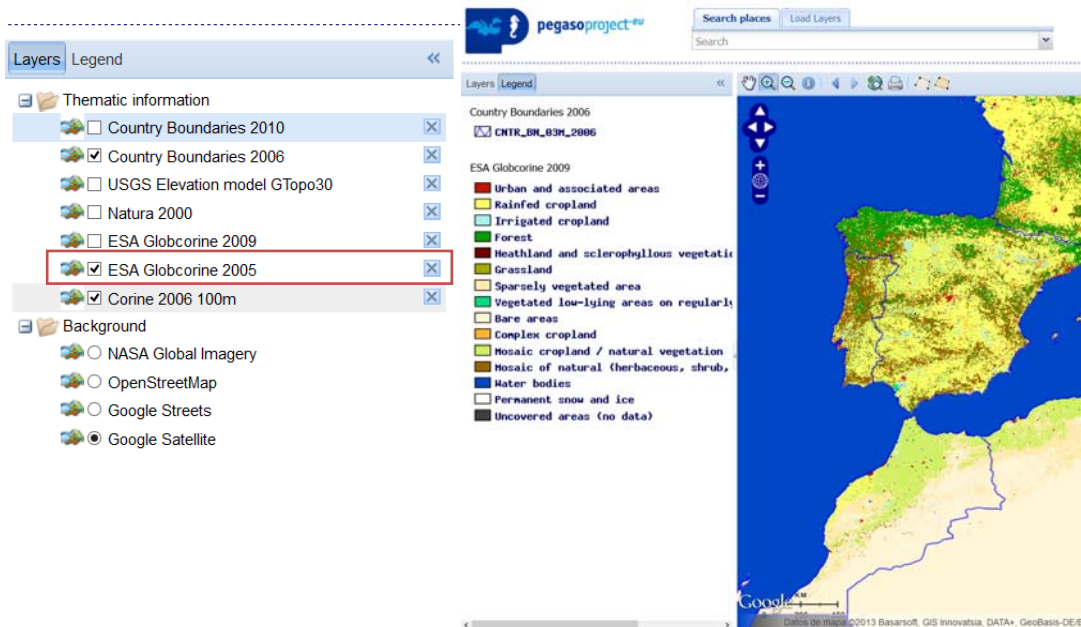 Layers Legend
Thematic information
Country Boundaries 2010
Country Boundaries 2006
USGS Elevation model GTopo30
Natura 2000
ESA Globcorine 2009
ESA Globcorine 2005
Corine 2006 100m
Background
NASA Global Imagery
OpenStreetMap
Google Streets
Google Satellite
pegasoproject-eu
Search places Load Layers
Search
Layers Legend
Country Boundaries 2006
CNTR_BN_03M_2006
ESA Globcorine 2009
Urban and associated areas
Rainfed cropland
Irrigated cropland
Forest
Heathland and sclerophyllous vegetatio
Grassland
Sparsely vegetated area
Vegetated low-lying areas on regularly
Bare areas
Complex cropland
Mosaic cropland / natural vegetation
Mosaic of natural (herbaceous, shrub,
Water bodies
Permanent snow and ice
Uncovered areas (no data)
Google
KM
Datos de mapa ©2013 Basarsoft, GIS Innovatsia, DATA+, GeoBasis-DE/B